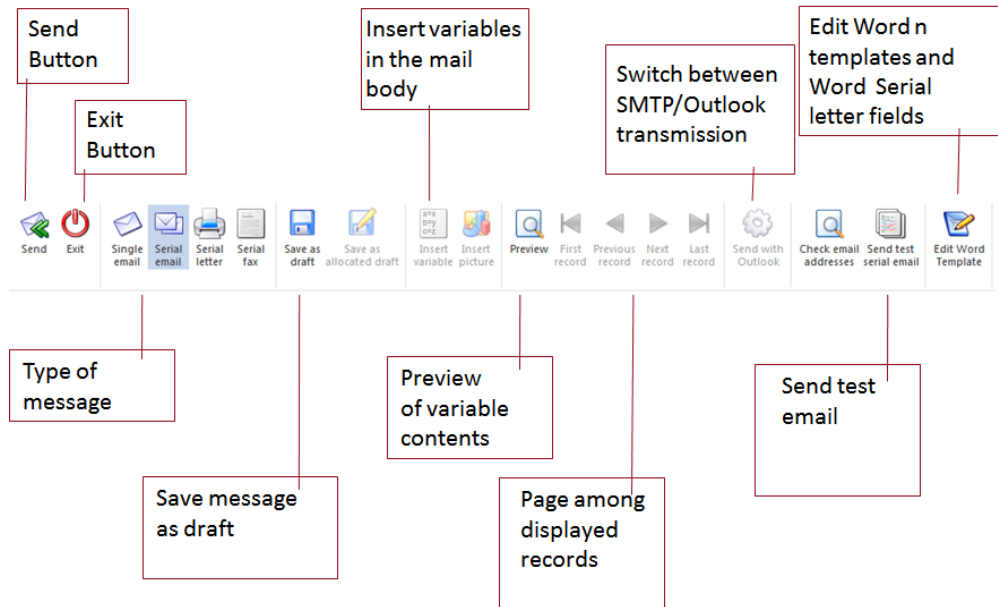 Send
Button
Insert variables
in the mail
body
Edit Word n
templates and
Word Serial
letter fields
Switch between
SMTP/Outlook
transmission
Exit
Button
Send
Exit
Single
email
Serial
email
Serial
letter
Serial
fax
Save as
draft
Save as
allocated draft
a=x
b=y
c=z
Insert
variable
Insert
picture
Preview
First
record
Previous
record
Next
record
Last
record
Send with
Outlook
Check email
addresses
Send test
serial email
Edit Word
Template
Type of
message
Preview
of variable
contents
Send test
email
Save message
as draft
Page among
displayed
records